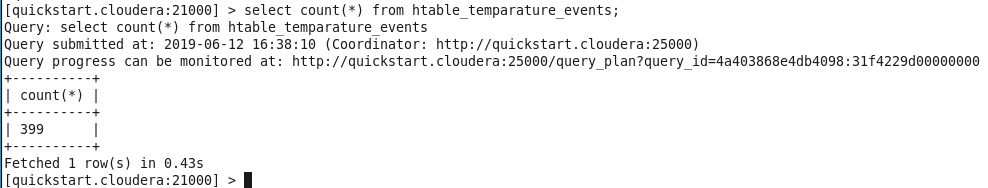 [quickstart.cloudera:21000] > select count(*) from htable_temparature_events;
Query: select count(*) from htable_temparature_events
Query submitted at: 2019-06-12 16:38:10 (Coordinator: http://quickstart.cloudera:25000)
Query progress can be monitored at: http://quickstart.cloudera:25000/query_plan?query_id=4a403868e4db4098:31f4229d00000000
+----------+
| count(*) |
+----------+
| 399      |
+----------+
Fetched 1 row(s) in 0.43s
[quickstart.cloudera:21000] >